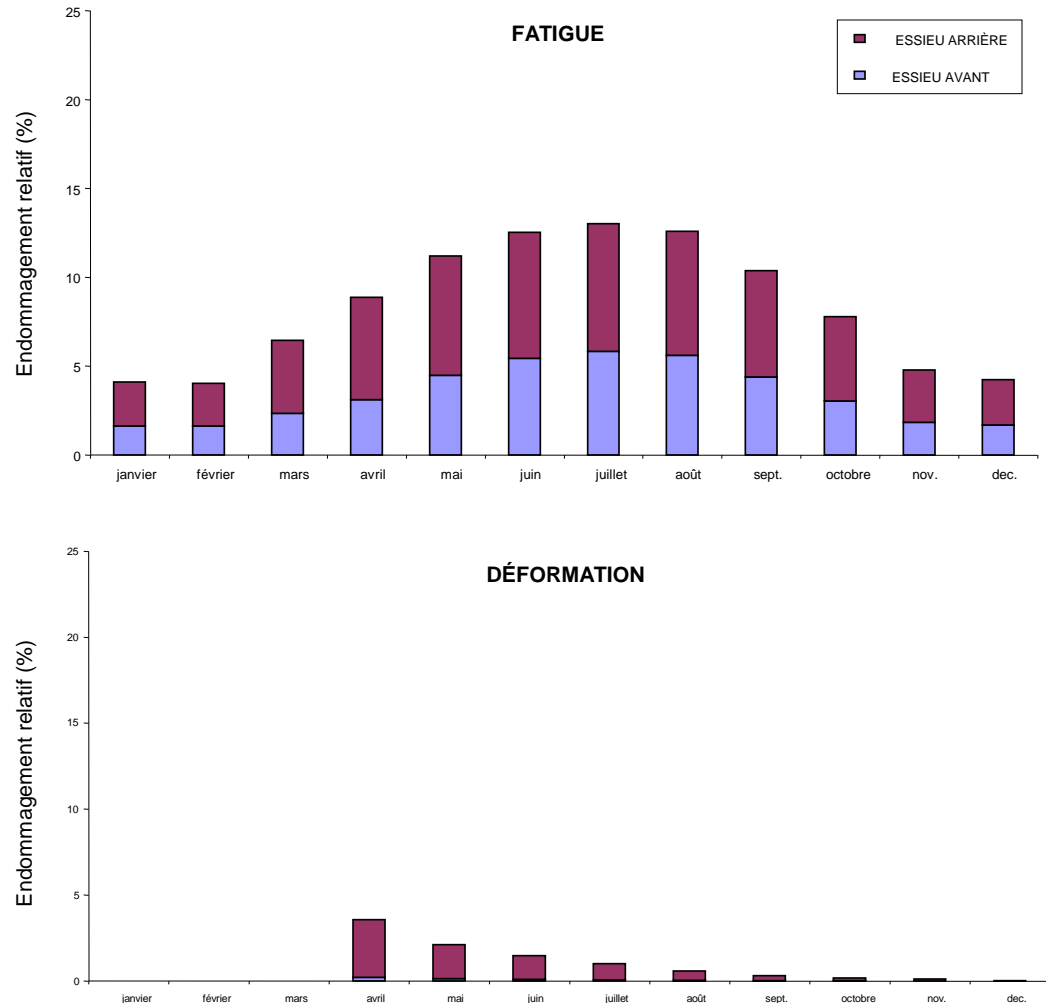 FATIGUE
ESSIEU ARRIÈRE
ESSIEU AVANT
Endommagement relatif (%)
25
20
15
10
5
0
janvier février mars avril mai juin juillet août sept. octobre nov. dec.
DÉFORMATION
Endommagement relatif (%)
25
20
15
10
5
0
janvier février mars avril mai juin juillet août sept. octobre nov. dec.